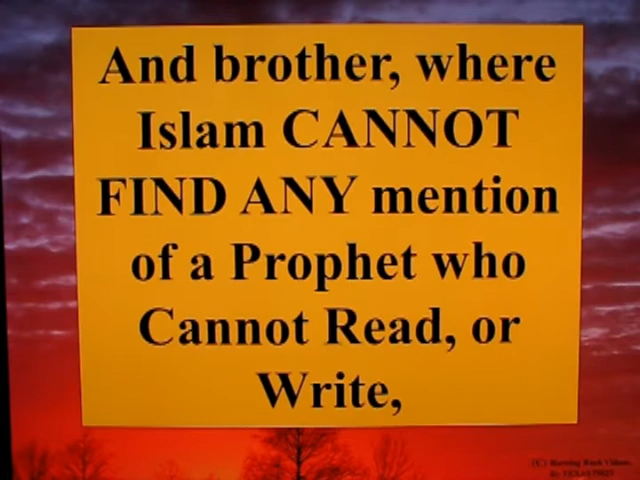 And brother, where
Islam CANNOT
FIND ANY mention
of a Prophet who
Cannot Read, or
Write,